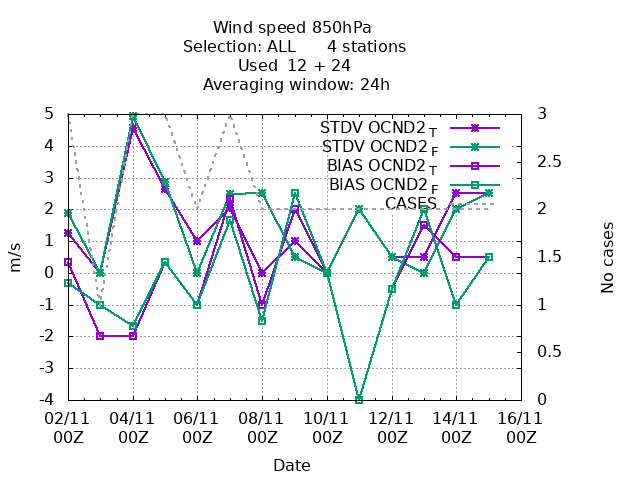 Wind speed 850hPa
Selection: ALL 4 stations
Used 12 + 24
Averaging window: 24h
5
4
3
2
1
0
-1
-2
-3
-4
m/s
3
2.5
2
1.5
1
0.5
0
No cases
STDV OCND2 T
STDV OCND2 F
BIAS OCND2 T
BIAS OCND2 F
CASES
02/11 04/11 06/11 08/11 10/11 12/11 14/11 16/11
00Z 00Z 00Z 00Z 00Z 00Z 00Z 00Z
Date